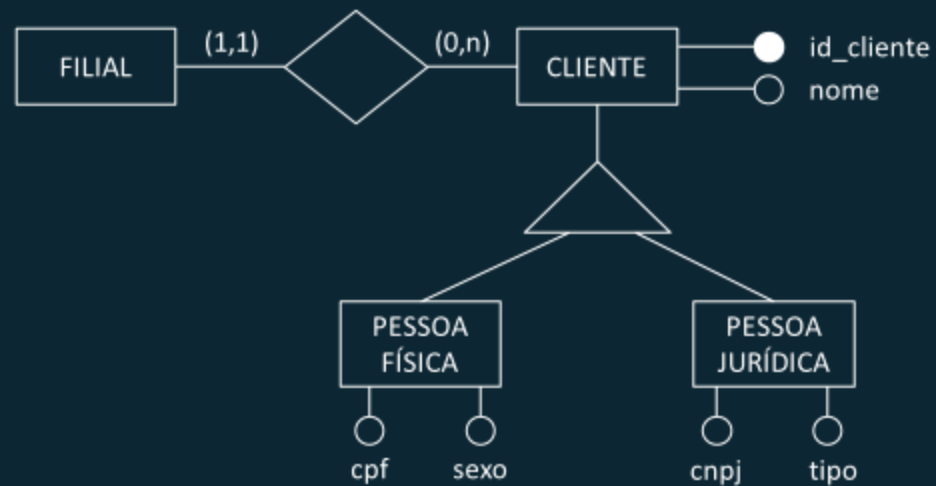 FILIAL
(1,1)
(0,n)
CLIENTE
id_cliente
nome
PESSOA
FÍSICA
PESSOA
JURÍDICA
cpf
sexo
cnpj
tipo